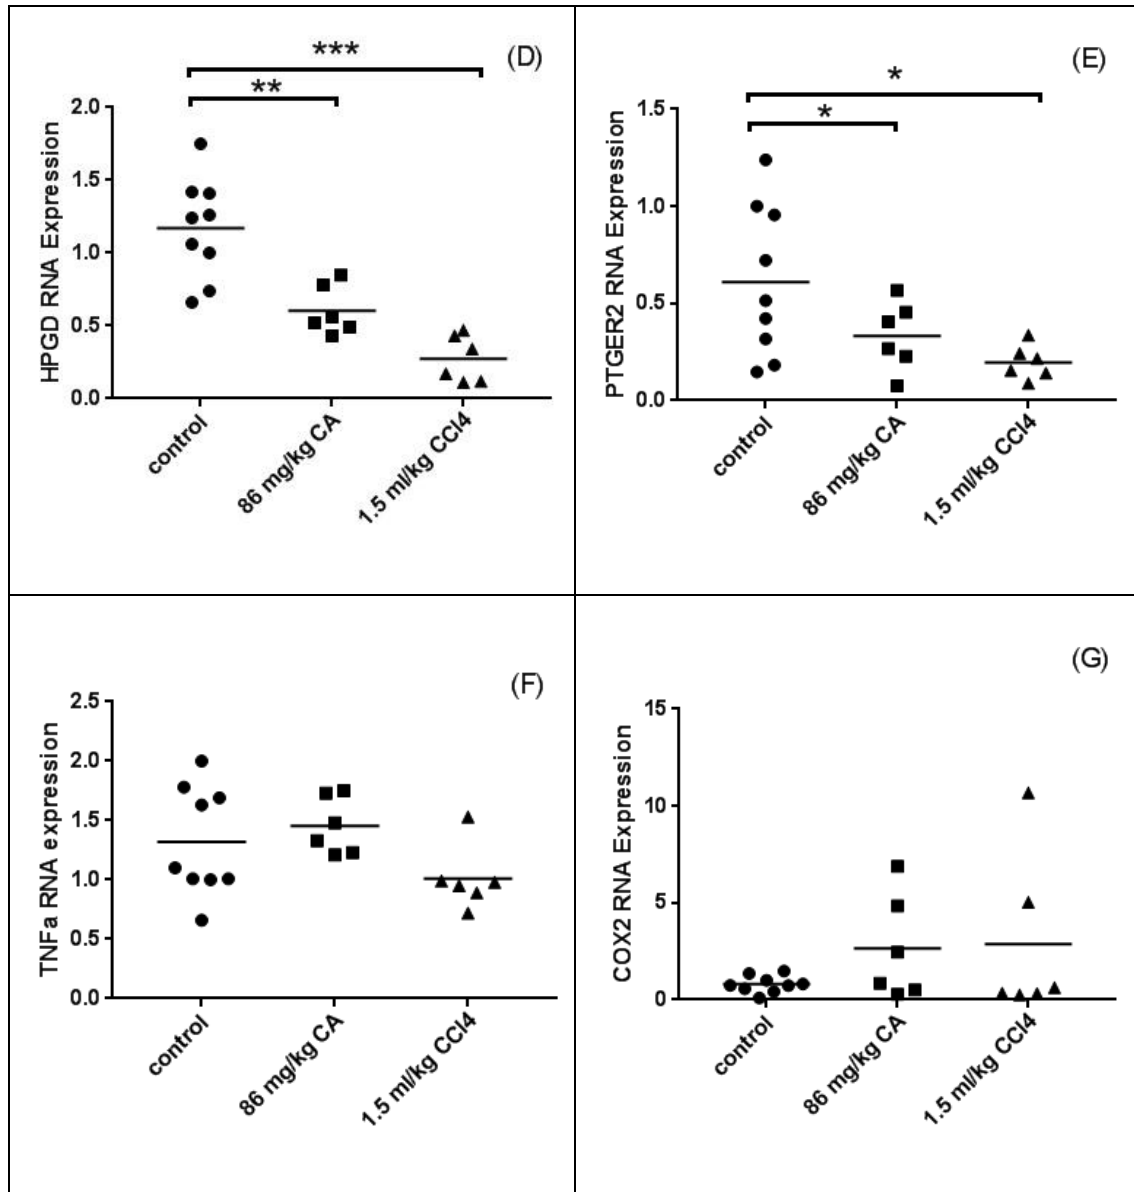 (D)
***
**
HPGD RNA Expression
2.0
1.5
1.0
0.5
0.0
control
86 mg/kg CA
1.5 ml/kg CCl4
(E)
*
*
PTGER2 RNA Expression
1.5
1.0
0.5
0.0
control
86 mg/kg CA
1.5 ml/kg CCl4
(F)
TNFa RNA expression
2.5
2.0
1.5
1.0
0.5
0.0
control
86 mg/kg CA
1.5 ml/kg CCl4
(G)
COX2 RNA Expression
15
10
5
0
control
86 mg/kg CA
1.5 ml/kg CCl4